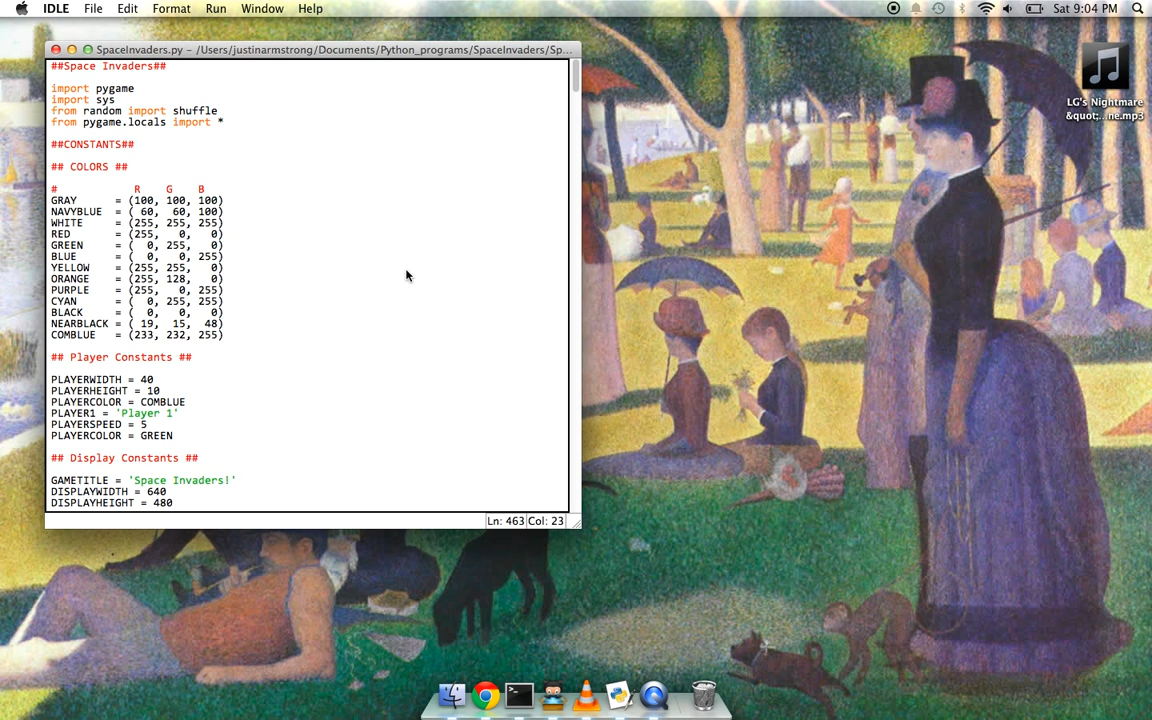 IDLE File Edit Format Run Window Help Sat 9:04 PM
SpaceInvaders.py – /Users/justinarmstrong/Documents/Python_programs/SpaceInvaders/Sp...
##Space Invaders##
import pygame
import sys
from random import shuffle
from pygame.locals import *
##CONSTANTS##
## COLORS ##
#           R    G    B
GRAY      = (100, 100, 100)
NAVYBLUE  = ( 60,  60, 100)
WHITE     = (255, 255, 255)
RED       = (255,   0,   0)
GREEN     = (  0, 255,   0)
BLUE      = (  0,   0, 255)
YELLOW    = (255, 255,   0)
ORANGE    = (255, 128,   0)
PURPLE    = (255,   0, 255)
CYAN      = (  0, 255, 255)
BLACK     = (  0,   0,   0)
NEARBLACK = ( 19,  15,  48)
COMBLUE   = (233, 232, 255)
## Player Constants ##
PLAYERWIDTH = 40
PLAYERHEIGHT = 10
PLAYERCOLOR = COMBLUE
PLAYER1 = 'Player 1'
PLAYERSPEED = 5
PLAYERCOLOR = GREEN
## Display Constants ##
GAMETITLE = 'Space Invaders!'
DISPLAYWIDTH = 640
DISPLAYHEIGHT = 480
Ln: 463 Col: 23
LG's Nightmare
&quot;...ne.mp3